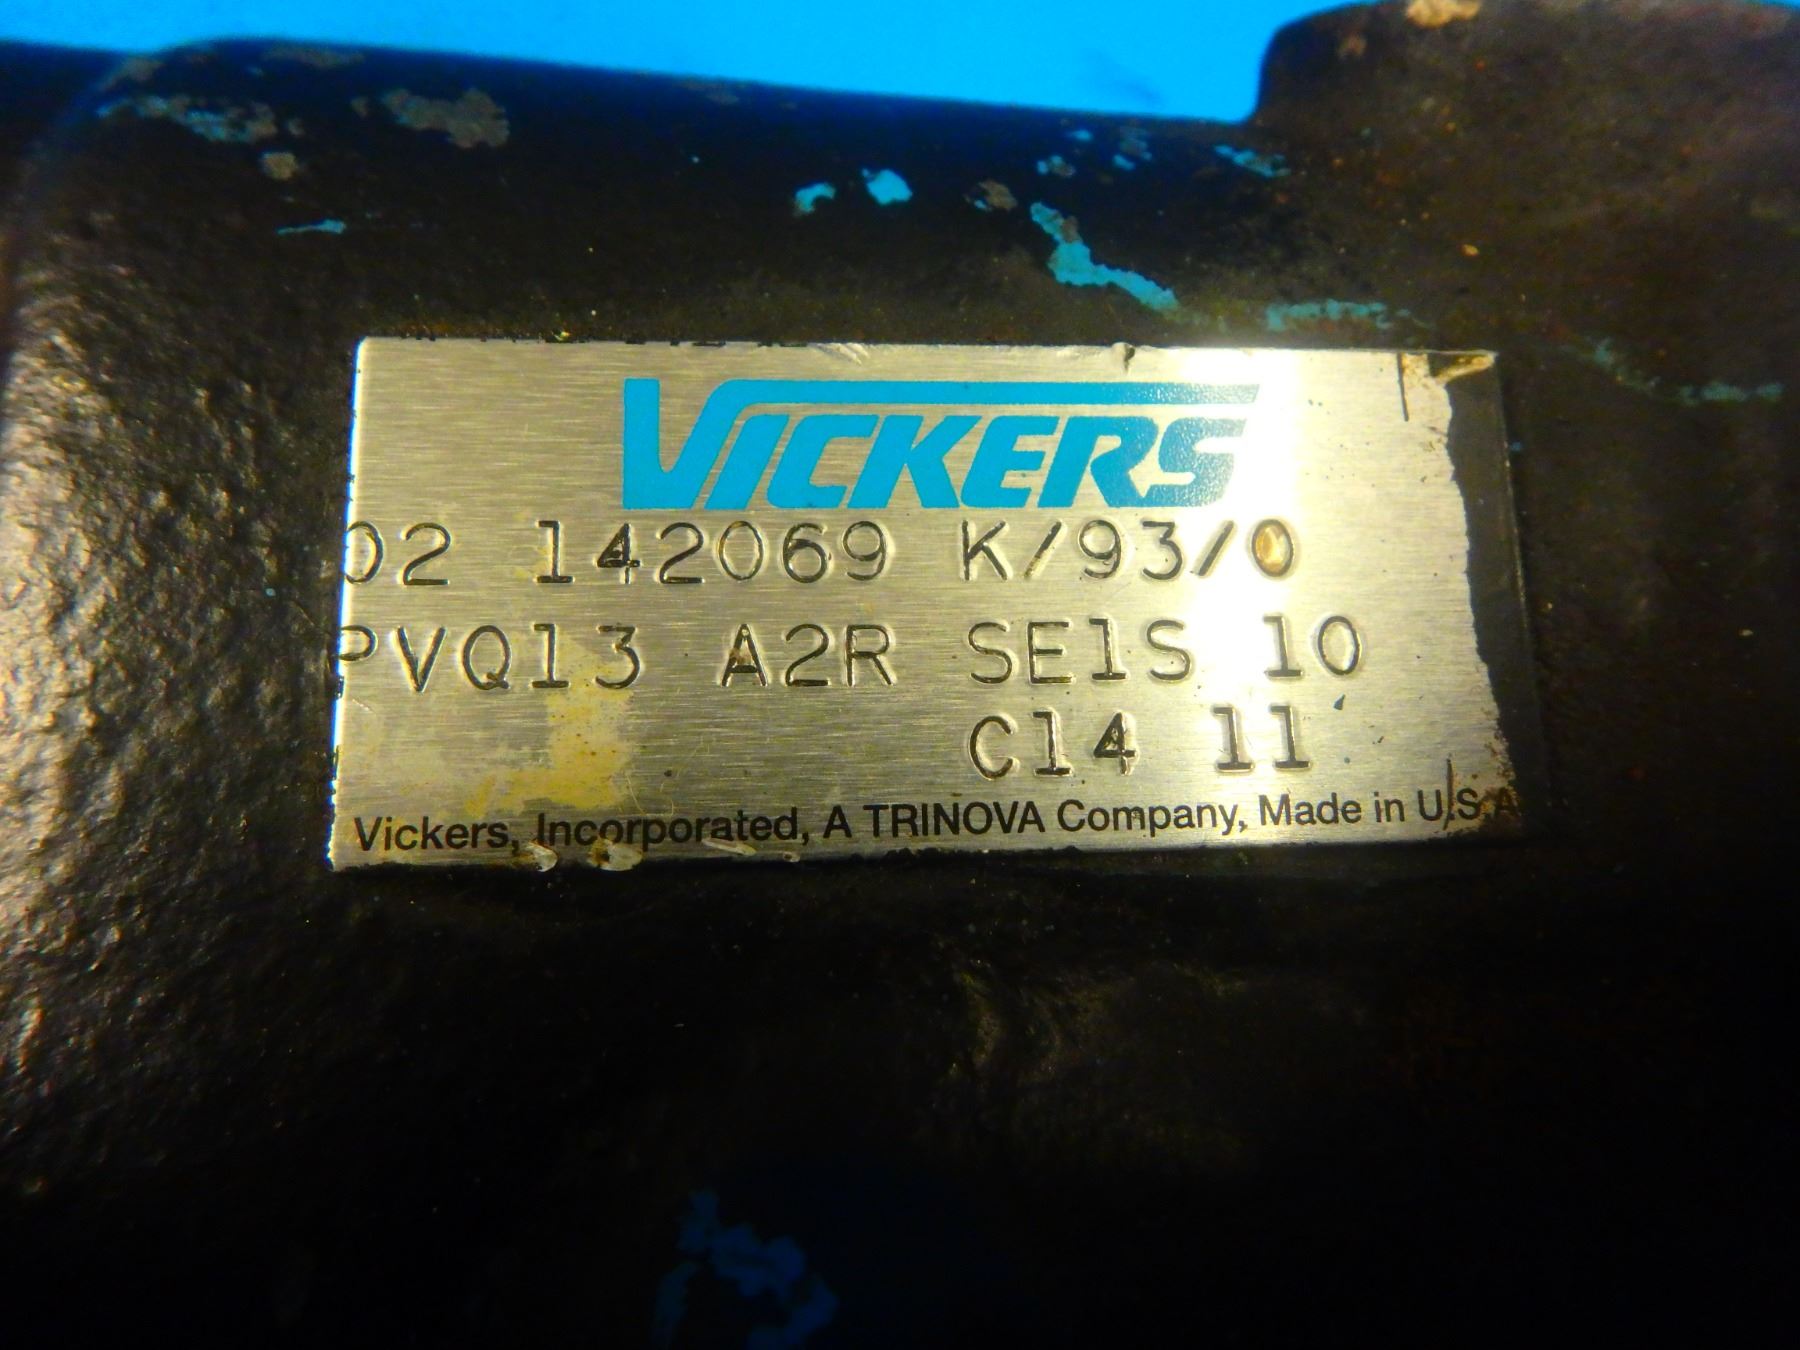 VICKERS
02 142069 K/93/0
PVQ13 A2R SE1S 10
C14 11
Vickers, Incorporated, A TRINOVA Company, Made in U.S.A